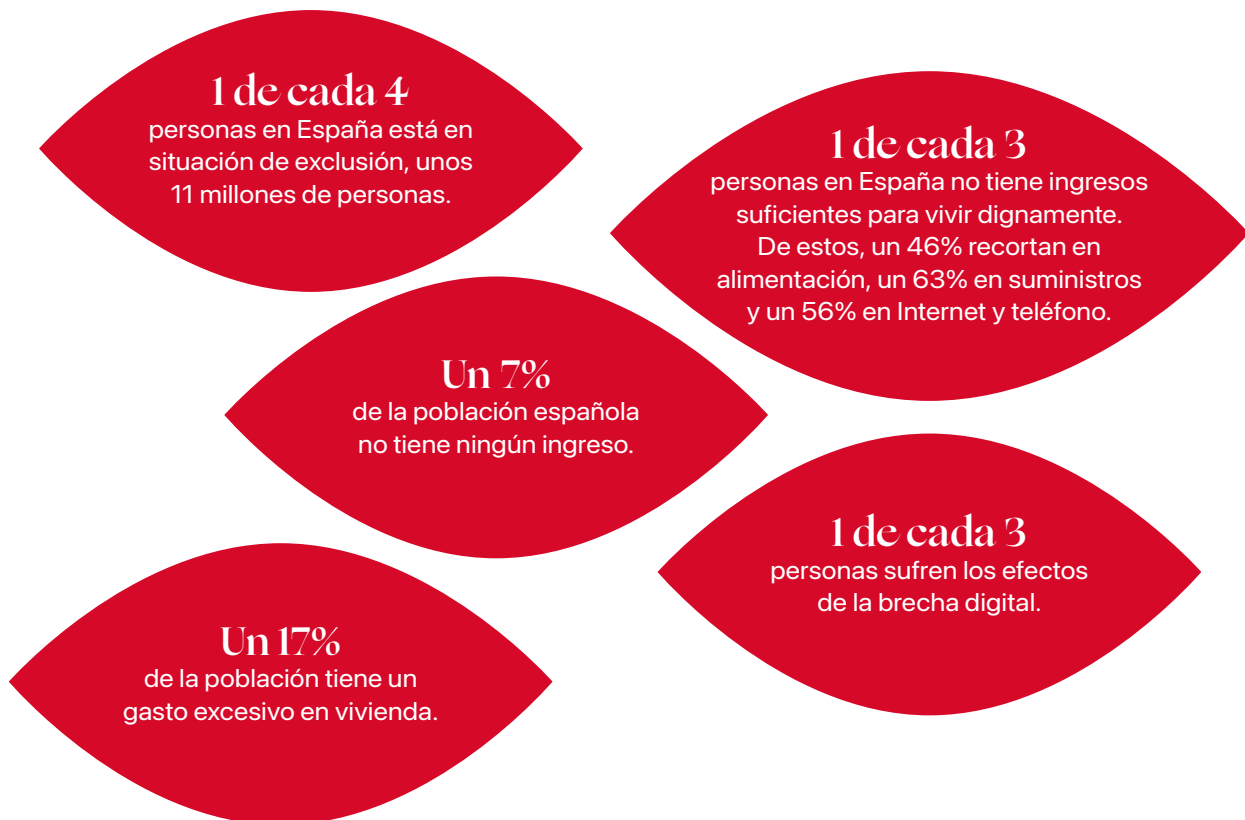 1 de cada 4
personas en España está en
situación de exclusión, unos
11 millones de personas.
1 de cada 3
personas en España no tiene ingresos
suficientes para vivir dignamente.
De estos, un 46% recortan en
alimentación, un 63% en suministros
y un 56% en Internet y teléfono.
Un 7%
de la población española
no tiene ningún ingreso.
1 de cada 3
personas sufren los efectos
de la brecha digital.
Un 17%
de la población tiene un
gasto excesivo en vivienda.